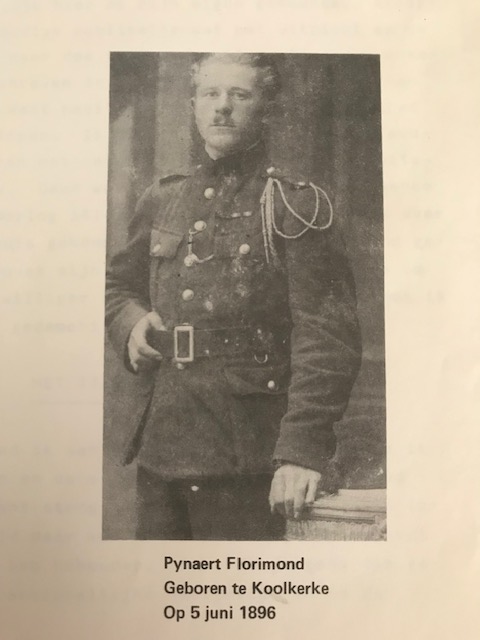 Pynaert Florimond
Geboren te Koolkerke
Op 5 juni 1896